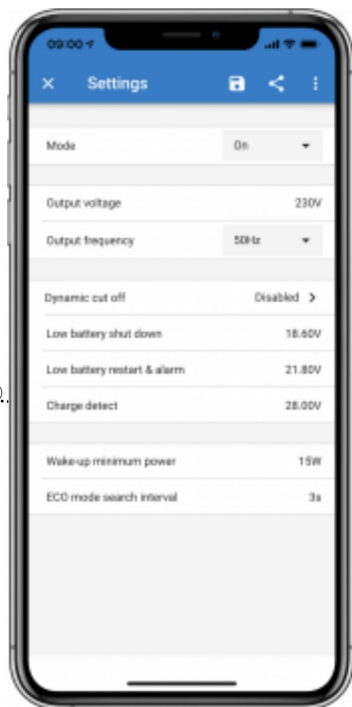 09:00
Settings
Mode On
Output voltage 230V
Output frequency 50Hz
Dynamic cut off Disabled
Low battery shut down 18.60V
Low battery restart & alarm 21.80V
Charge detect 28.00V
Wake-up minimum power 15W
ECO mode search interval 3s